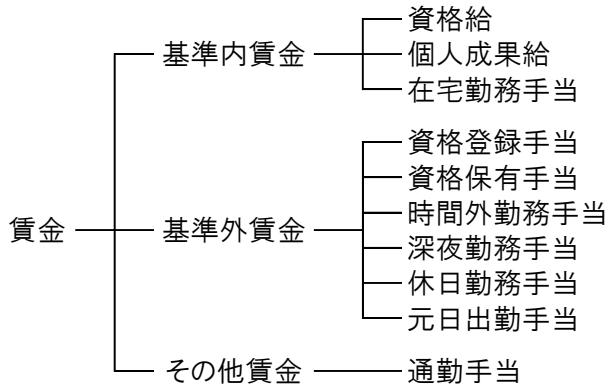 賃金
基準内賃金
資格給
個人成果給
在宅勤務手当
基準外賃金
資格登録手当
資格保有手当
時間外勤務手当
深夜勤務手当
休日勤務手当
元日出勤手当
その他賃金
通勤手当